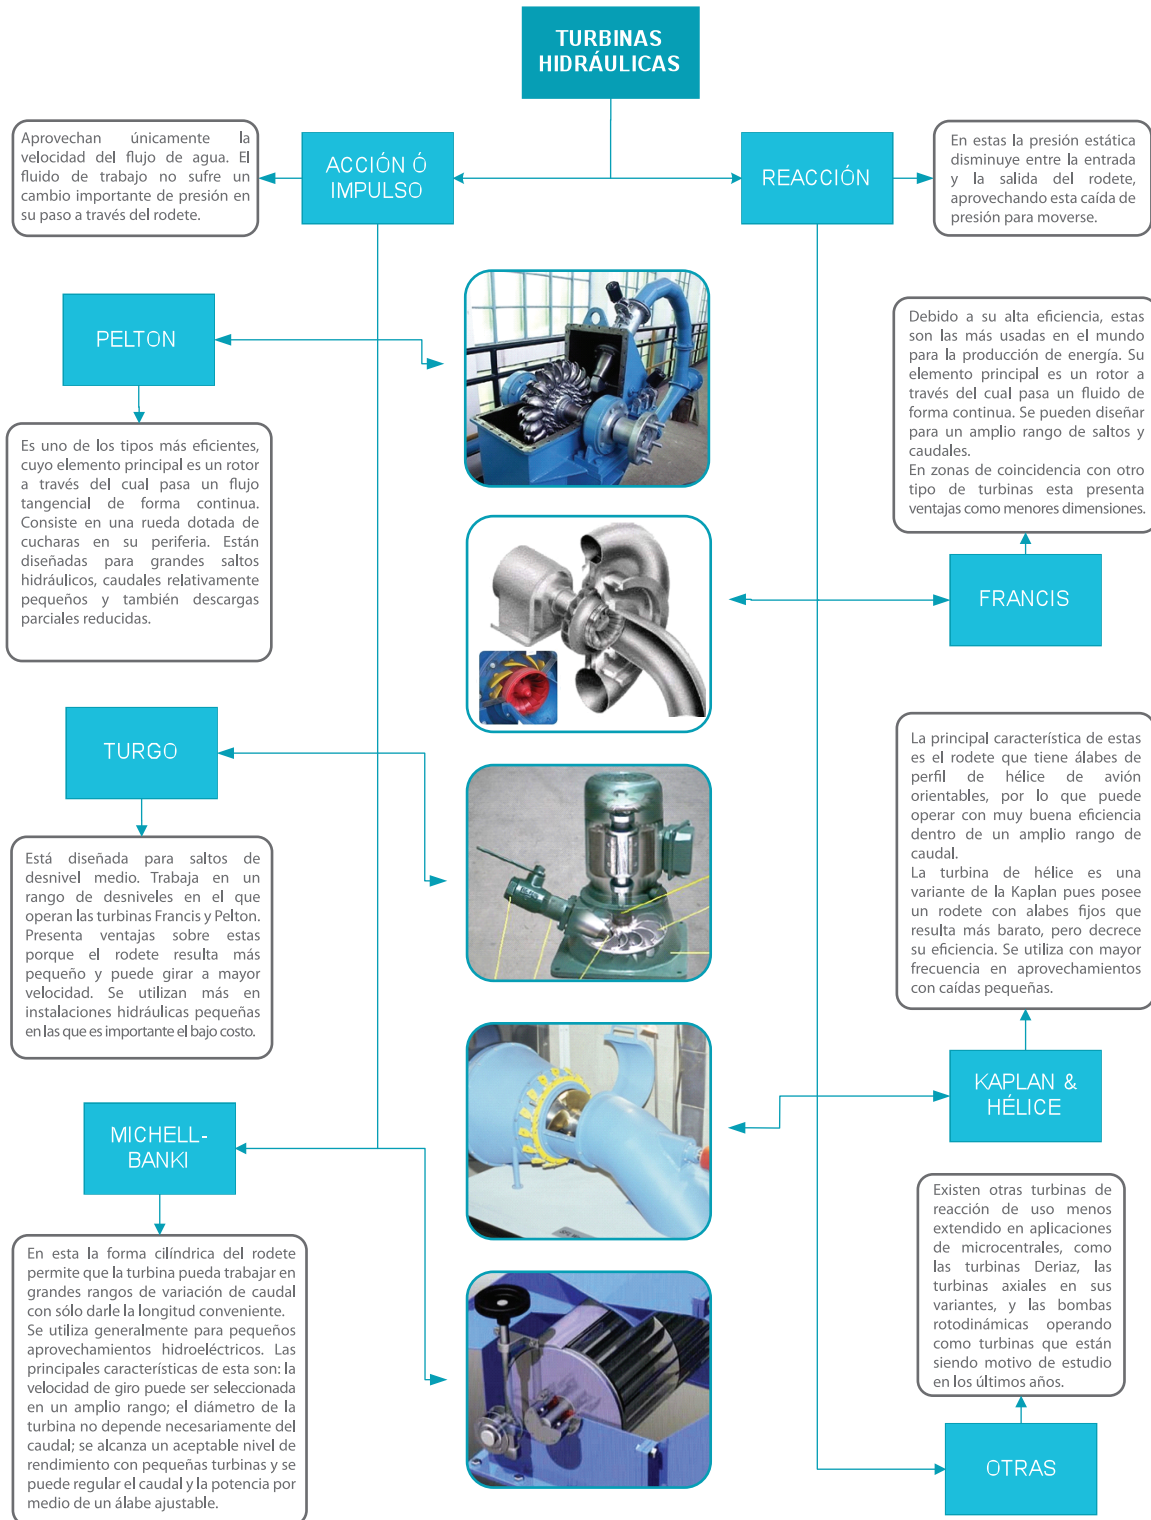 TURBINAS
HIDRÁULICAS
Aprovechan únicamente la
velocidad del flujo de agua. El
fluido de trabajo no sufre un
cambio importante de presión en
su paso a través del rodete.
ACCIÓN Ó
IMPULSO
REACCIÓN
En estas la presión estática
disminuye entre la entrada
y la salida del rodete,
aprovechando esta caída de
presión para moverse.
PELTON
Es uno de los tipos más eficientes,
cuyo elemento principal es un rotor
a través del cual pasa un flujo
tangencial de forma continua.
Consiste en una rueda dotada de
cucharas en su periferia. Están
diseñadas para grandes saltos
hidráulicos, caudales relativamente
pequeños y también descargas
parciales reducidas.
Debido a su alta eficiencia, estas
son las más usadas en el mundo
para la producción de energía. Su
elemento principal es un rotor a
través del cual pasa un fluido de
forma continua. Se pueden diseñar
para un amplio rango de saltos y
caudales.
En zonas de coincidencia con otro
tipo de turbinas esta presenta
ventajas como menores dimensiones.
FRANCIS
TURGO
Está diseñada para saltos de
desnivel medio. Trabaja en un
rango de desniveles en el que
operan las turbinas Francis y Pelton.
Presenta ventajas sobre estas
porque el rodete resulta más
pequeño y puede girar a mayor
velocidad. Se utilizan más en
instalaciones hidráulicas pequeñas
en las que es importante el bajo costo.
La principal característica de estas
es el rodete que tiene álabes de
perfil de hélice de avión
orientables, por lo que puede
operar con muy buena eficiencia
dentro de un amplio rango de
caudal.
La turbina de hélice es una
variante de la Kaplan pues posee
un rodete con alabes fijos que
resulta más barato, pero decrece
su eficiencia. Se utiliza con mayor
frecuencia en aprovechamientos
con caídas pequeñas.
KAPLAN &
HÉLICE
MICHELL-
BANKI
En esta la forma cilíndrica del rodete
permite que la turbina pueda trabajar en
grandes rangos de variación de caudal
con sólo darle la longitud conveniente.
Se utiliza generalmente para pequeños
aprovechamientos hidroeléctricos. Las
principales características de esta son: la
velocidad de giro puede ser seleccionada
en un amplio rango; el diámetro de la
turbina no depende necesariamente del
caudal; se alcanza un aceptable nivel de
rendimiento con pequeñas turbinas y se
puede regular el caudal y la potencia por
medio de un álabe ajustable.
Existen otras turbinas de
reacción de uso menos
extendido en aplicaciones
de microcentrales, como
las turbinas Deriaz, las
turbinas axiales en sus
variantes, y las bombas
rotodinámicas operando
como turbinas que están
siendo motivo de estudio
en los últimos años.
OTRAS